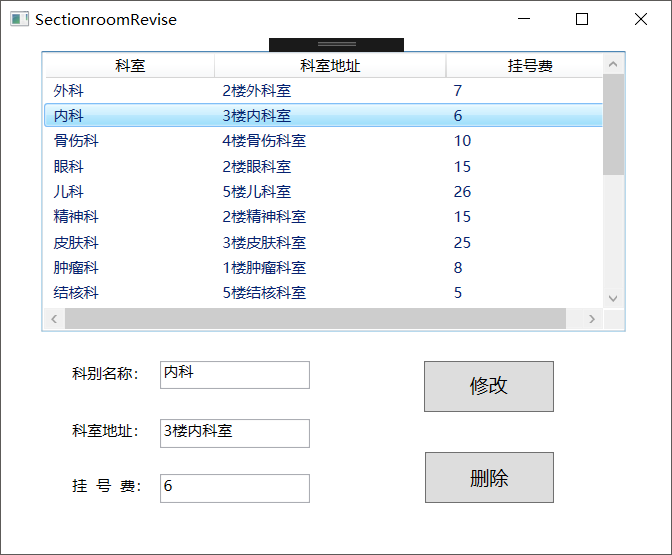 SectionroomRevise
科室 科室地址 挂号费
外科 2楼外科室 7
内科 3楼内科室 6
骨伤科 4楼骨伤科室 10
眼科 2楼眼科室 15
儿科 5楼儿科室 26
精神科 2楼精神科室 15
皮肤科 3楼皮肤科室 25
肿瘤科 1楼肿瘤科室 8
结核科 5楼结核科室 5
科别名称： 内科
修改
科室地址： 3楼内科室
删除
挂 号 费： 6